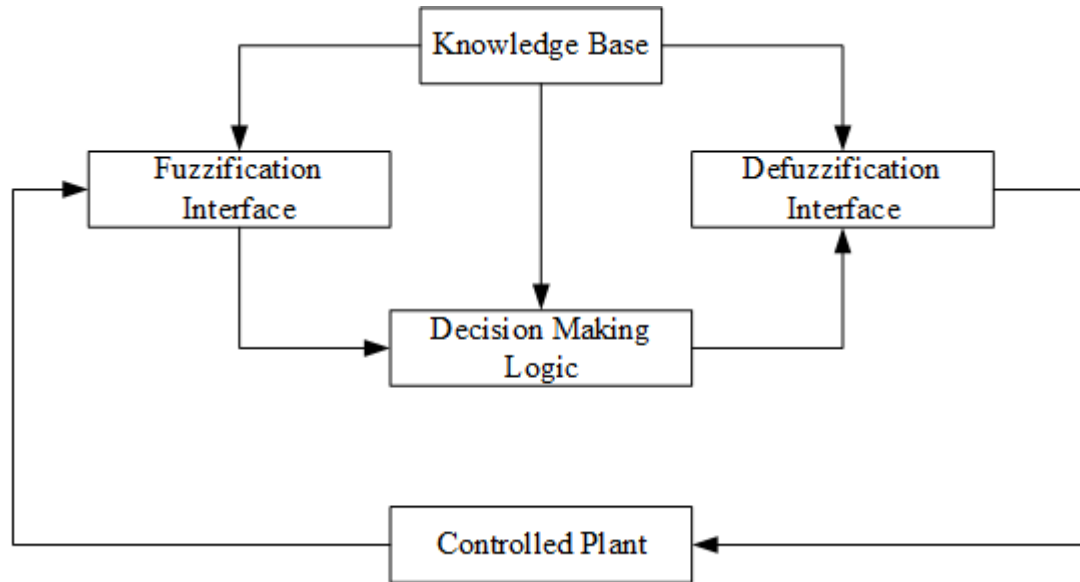 Knowledge Base
Fuzzification
Interface
Defuzzification
Interface
Decision Making
Logic
Controlled Plant